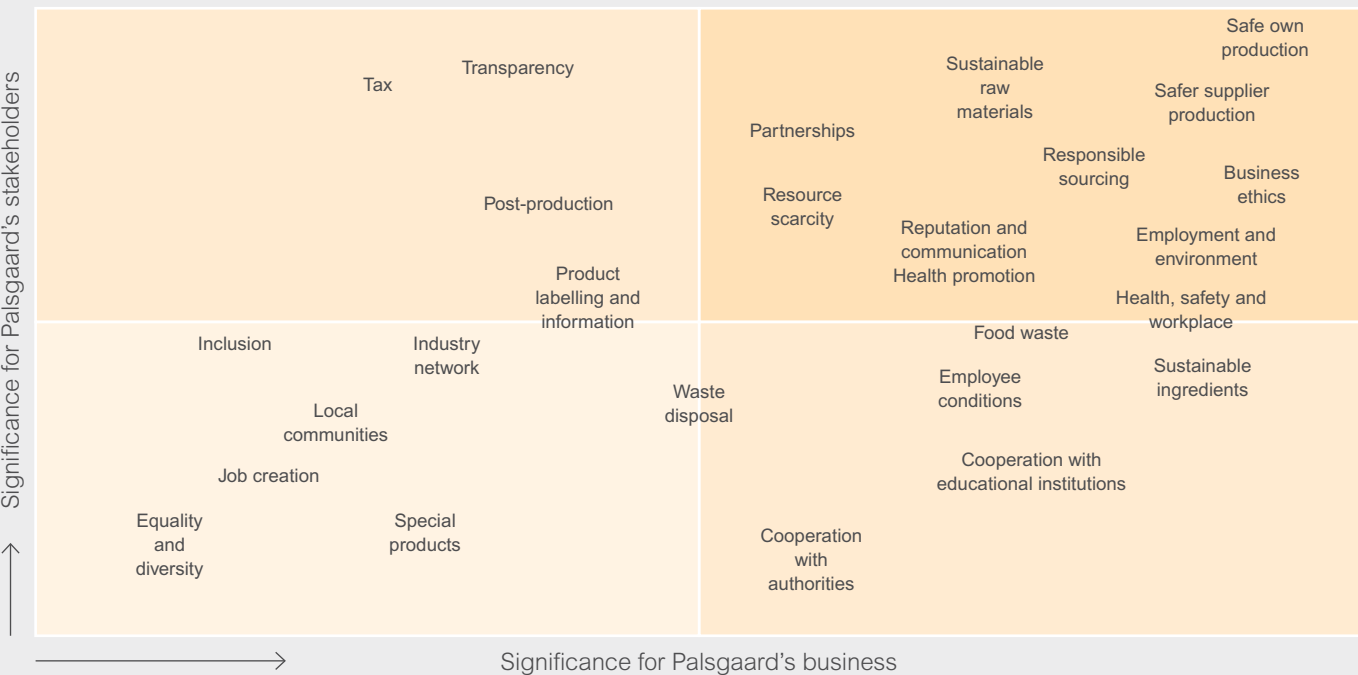 Significance for Palsgaard’s stakeholders
Tax
Transparency
Post-production
Product
labelling and
information
Safe own
production
Sustainable
raw
materials
Safer supplier
production
Partnerships
Responsible
sourcing
Business
ethics
Resource
scarcity
Reputation and
communication
Health promotion
Employment and
environment
Health, safety and
workplace
Inclusion
Industry
network
Local
communities
Job creation
Equality
and
diversity
Special
products
Waste
disposal
Food waste
Employee
conditions
Sustainable
ingredients
Cooperation with
educational institutions
Cooperation
with
authorities
Significance for Palsgaard’s business